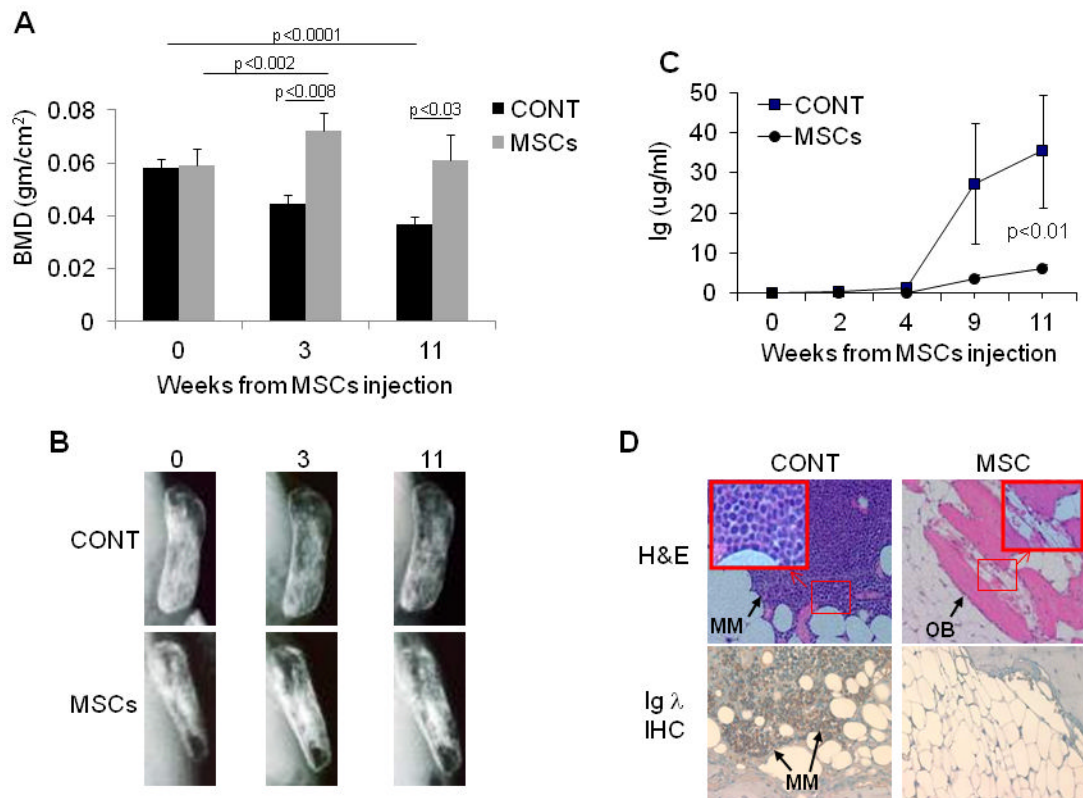 A
p<0.0001
p<0.002
p<0.008
p<0.03
CONT
MSCs
BMD (gm/cm²)
0.08
0.06
0.04
0.02
0
0 3 11
Weeks from MSCs injection
B
0 3 11
CONT
MSCs
C
CONT
MSCs
Ig (ug/ml)
50
40
30
20
10
0
p<0.01
0 2 4 9 11
Weeks from MSCs injection
D
CONT MSC
H&E
MM
OB
Ig λ
IHC
MM